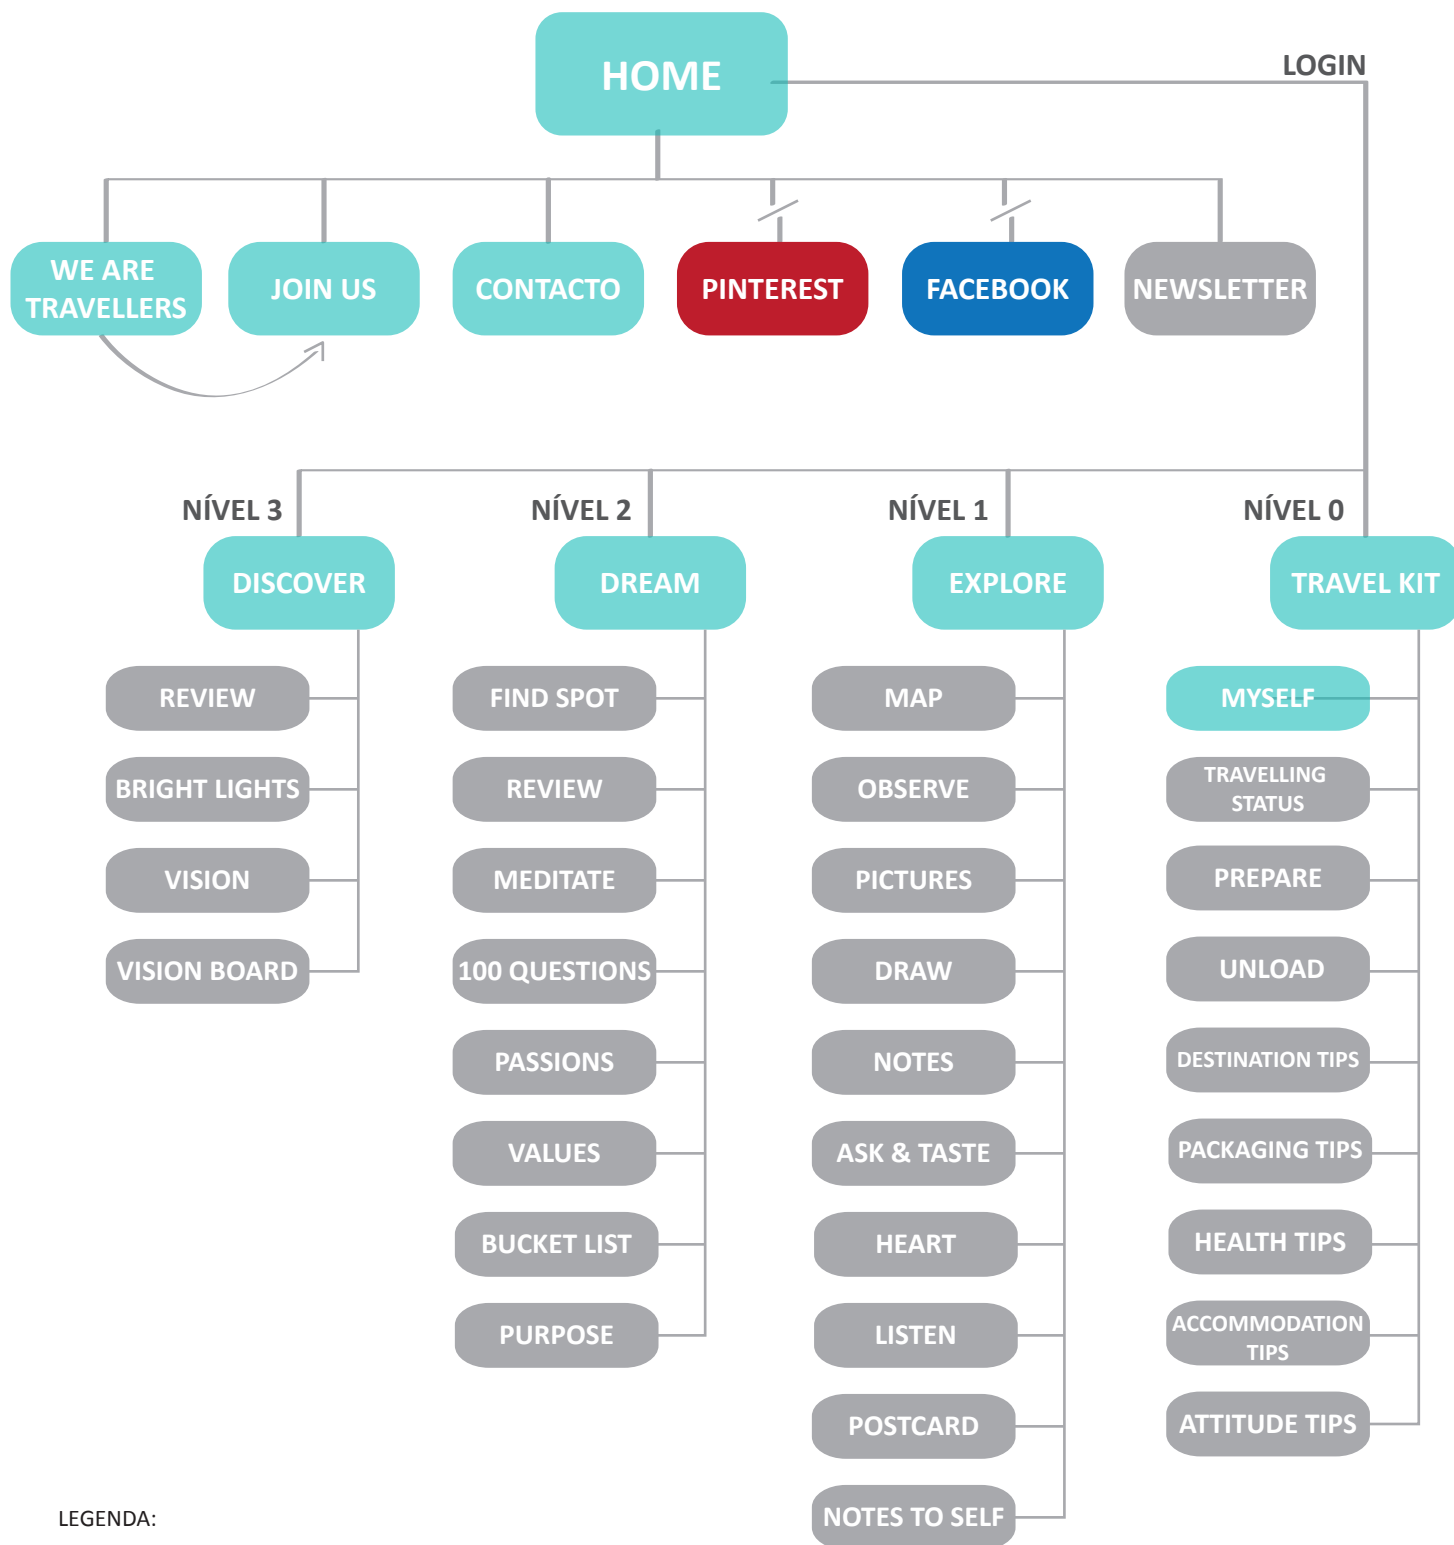 HOME
LOGIN
WE ARE
TRAVELLERS
JOIN US
CONTACTO
PINTEREST
FACEBOOK
NEWSLETTER
NÍVEL 3
NÍVEL 2
NÍVEL 1
NÍVEL 0
DISCOVER
DREAM
EXPLORE
TRAVEL KIT
REVIEW
BRIGHT LIGHTS
VISION
VISION BOARD
FIND SPOT
REVIEW
MEDITATE
100 QUESTIONS
PASSIONS
VALUES
BUCKET LIST
PURPOSE
MAP
OBSERVE
PICTURES
DRAW
NOTES
ASK & TASTE
HEART
LISTEN
POSTCARD
NOTES TO SELF
MYSELF
TRAVELLING
STATUS
PREPARE
UNLOAD
DESTINATION TIPS
PACKAGING TIPS
HEALTH TIPS
ACCOMMODATION
TIPS
ATTITUDE TIPS
LEGENDA: